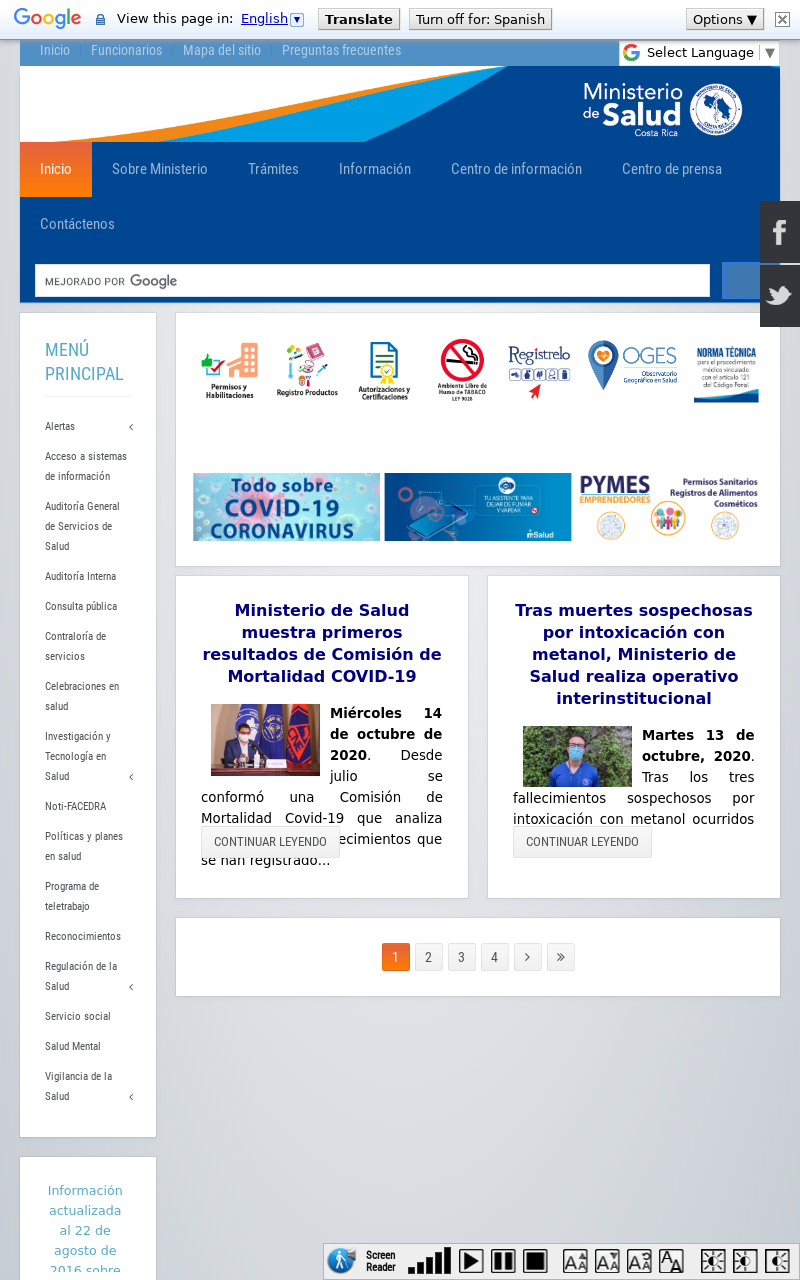 Google View this page in: English ▼ Translate Turn off for: Spanish Options ▼
Inicio Funcionarios Mapa del sitio Preguntas frecuentes
Select Language ▼
Ministerio
de Salud
Costa Rica
Inicio Sobre Ministerio Trámites Información Centro de información Centro de prensa
Contáctenos
MEJORADO POR Google
MENÚ
PRINCIPAL
Alertas
Acceso a sistemas
de información
Auditoría General
de Servicios de
Salud
Auditoría Interna
Consulta pública
Contraloría de
servicios
Celebraciones en
salud
Investigación y
Tecnología en
Salud
Noti-FACEDRA
Políticas y planes
en salud
Programa de
teletrabajo
Reconocimientos
Regulación de la
Salud
Servicio social
Salud Mental
Vigilancia de la
Salud
Información
actualizada
al 22 de
agosto de
2016 sobre
Permisos y
Habilitaciones
Registro Productos
Autorizaciones y
Certificaciones
Ambiente Libre de
Humo de TABACO
LEY 9028
Regístrelo
OGES
Observatorio
Geográfico en Salud
NORMA TÉCNICA
para el procedimiento
médico vinculado
con el artículo 121
del Código Penal.
Todo sobre
COVID-19
CORONAVIRUS
TU ASISTENTE PARA
DEJAR DE FUMAR
Y VAPEAR
mSalud
PYMES
EMPRENDEDORES
Permisos Sanitarios
Registros de Alimentos
Cosméticos
Ministerio de Salud
muestra primeros
resultados de Comisión de
Mortalidad COVID-19
Miércoles 14
de octubre de
2020. Desde
julio se
conformó una Comisión de
Mortalidad Covid-19 que analiza
ecimientos que
se han registrado...
CONTINUAR LEYENDO
Tras muertes sospechosas
por intoxicación con
metanol, Ministerio de
Salud realiza operativo
interinstitucional
Martes 13 de
octubre, 2020.
Tras los tres
fallecimientos sospechosos por
intoxicación con metanol ocurridos
CONTINUAR LEYENDO
1 2 3 4 › »
Screen
Reader